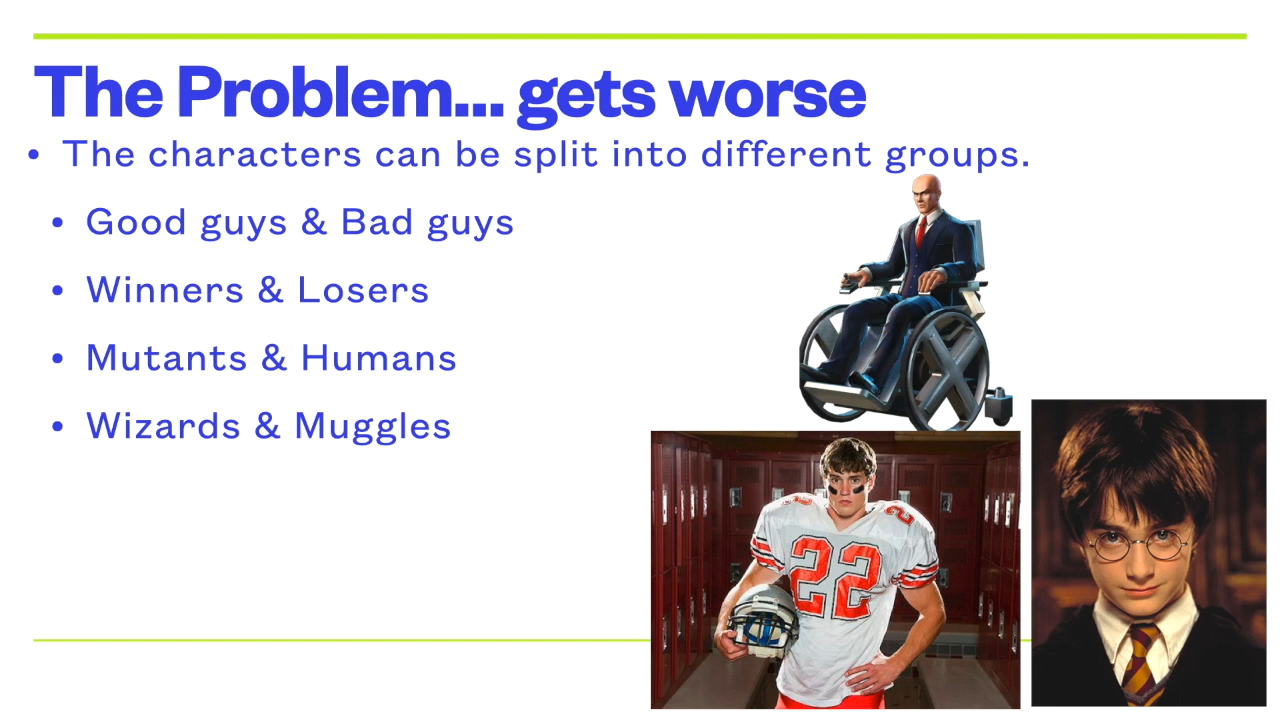 The Problem... gets worse
• The characters can be split into different groups.
• Good guys & Bad guys
• Winners & Losers
• Mutants & Humans
• Wizards & Muggles
22
2